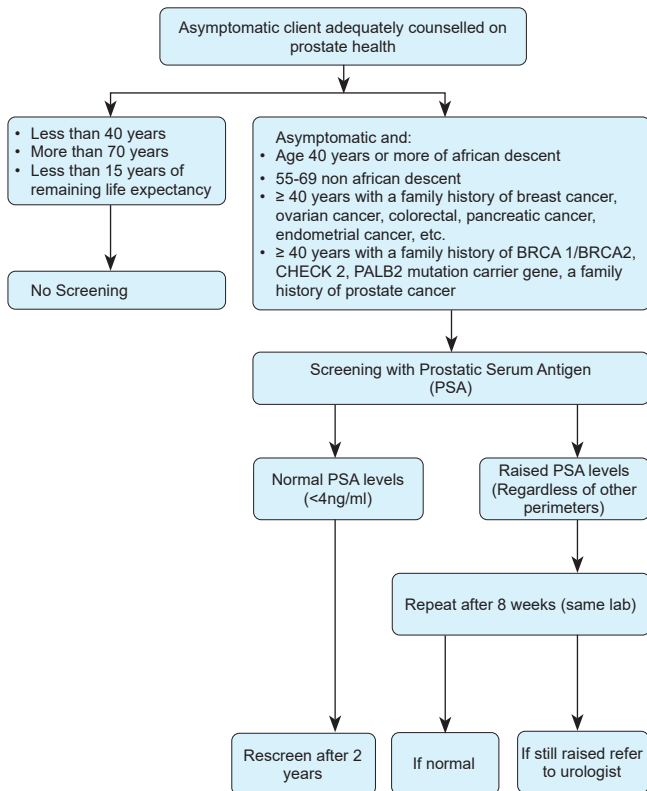 Asymptomatic client adequately counselled on
prostate health
• Less than 40 years
• More than 70 years
• Less than 15 years of
remaining life expectancy
No Screening
Asymptomatic and:
• Age 40 years or more of african descent
• 55-69 non african descent
• ≥ 40 years with a family history of breast cancer,
ovarian cancer, colorectal, pancreatic cancer,
endometrial cancer, etc.
• ≥ 40 years with a family history of BRCA 1/BRCA2,
CHECK 2, PALB2 mutation carrier gene, a family
history of prostate cancer
Screening with Prostatic Serum Antigen
(PSA)
Normal PSA levels
(<4ng/ml)
Raised PSA levels
(Regardless of other
perimeters)
Repeat after 8 weeks (same lab)
Rescreen after 2
years
If normal
If still raised refer
to urologist